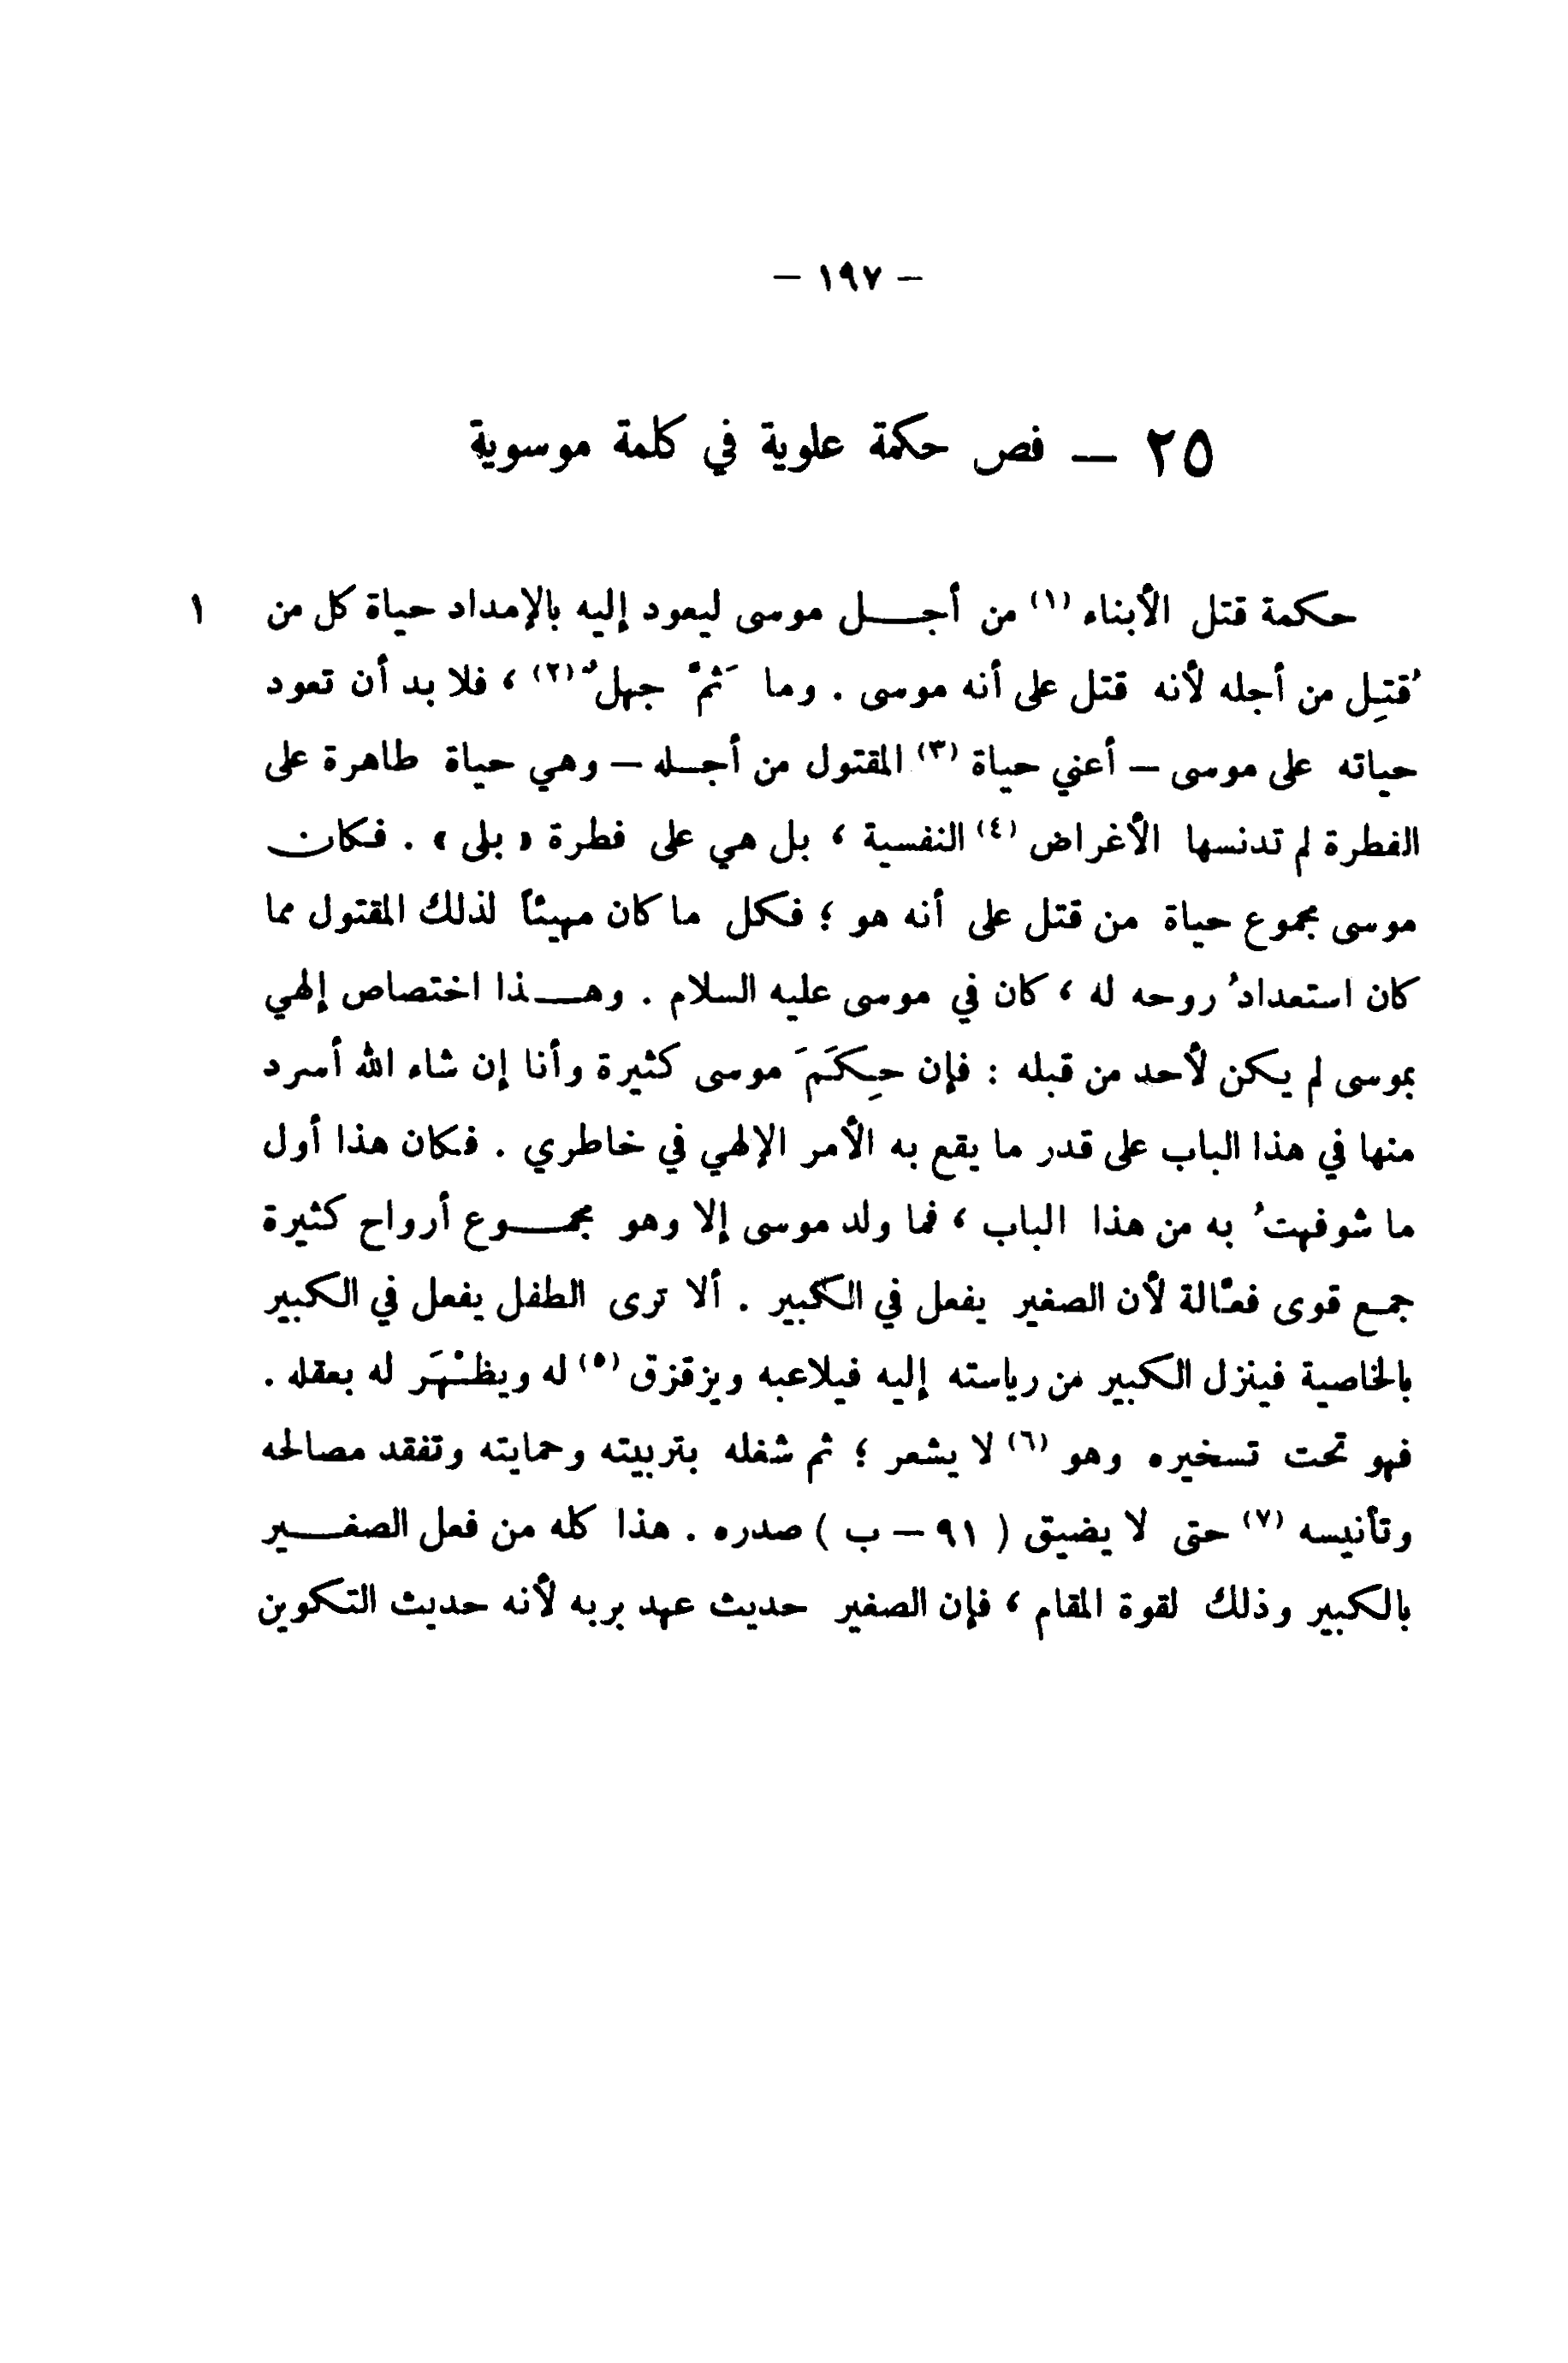 – ١٩٧ –
٢٥ – فص حكمة علوية في كلمة موسوية
حكمة قتل الأبناء (١) من أجــل موسى ليعود إليه بالإمداد حياة كل من ١
قُتِل من أجله لأنه قتل على أنه موسى . وما ثَمَّ جهلٌ (٢) ، فلا بد أن تعود
حياته على موسى – أعني حياة (٣) المقتول من أجــله – وهي حياة طاهرة على
الفطرة لم تدنسها الأغراض (٤) النفسية ، بل هي على فطرة « بلى » . فكان
موسى مجموع حياة من قتل على أنه هو ؛ فكل ما كان مهيئاً لذلك المقتول مما
كان استعدادُ روحه له ، كان في موسى عليه السلام . وهــذا اختصاص إلهي
بموسى لم يكن لأحد من قبله : فإن حِكَمَ موسى كثيرة وأنا إن شاء الله أسرد
منها في هذا الباب على قدر ما يقع به الأمر الإلهي في خاطري . فكان هذا أول
ما شوفهتُ به من هذا الباب ، فما ولد موسى إلا وهو مجمــوع أرواح كثيرة
جمع قوى فعَّالة لأن الصغير يفعل في الكبير . ألا ترى الطفل يفعل في الكبير
بالخاصية فينزل الكبير من رياسته إليه فيلاعبه ويزقزق (٥) له ويظْهَر له بعقله .
فهو تحت تسخيره وهو (٦) لا يشعر ؛ ثم شغله بتربيته وحمايته وتفقد مصالحه
وتأنيسه (٧) حتى لا يضيق ( ٩١ – ب ) صدره . هذا كله من فعل الصغــير
بالكبير وذلك لقوة المقام ، فإن الصغير حديث عهد بربه لأنه حديث التكوين